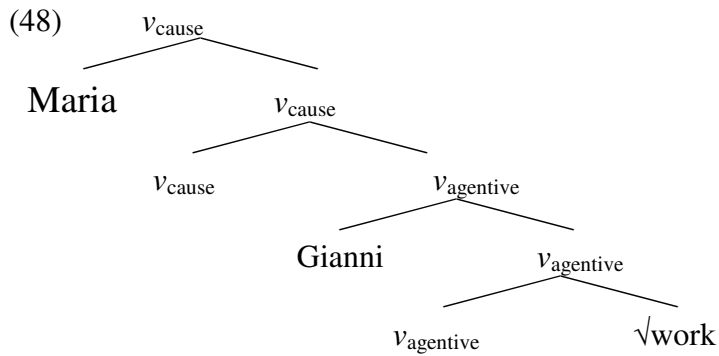 (48) vcause
Maria
vcause
vcause vagentive
Gianni vagentive
vagentive √work